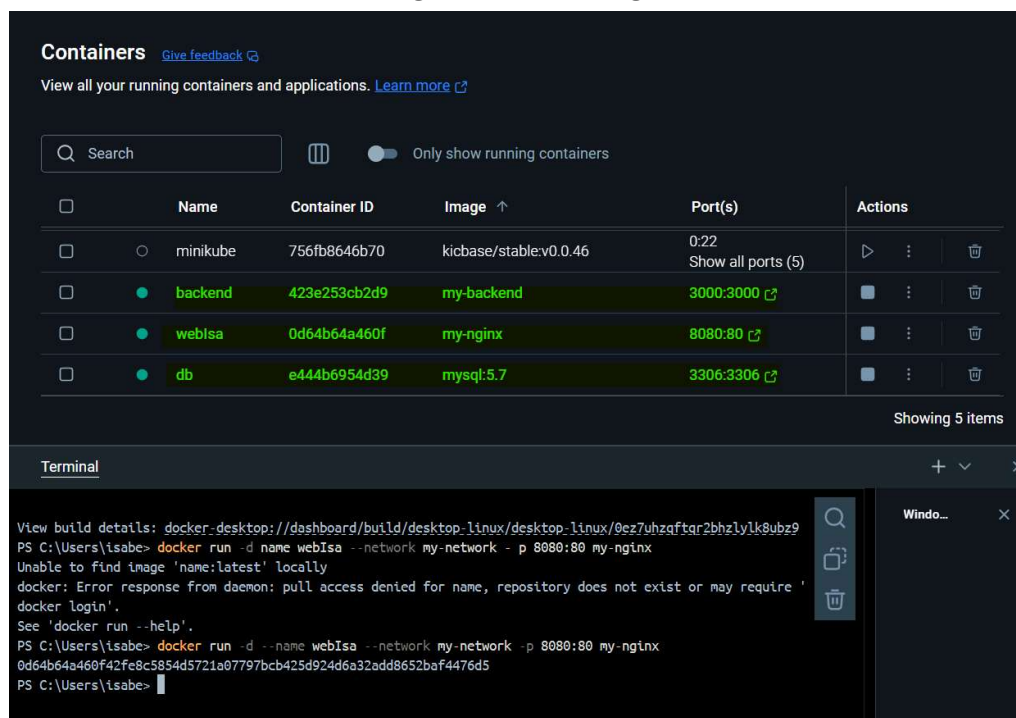 Containers Give feedback
View all your running containers and applications. Learn more
Search Only show running containers
Name Container ID Image ↑ Port(s) Actions
minikube 756fb8646b70 kicbase/stable:v0.0.46 0:22
Show all ports (5)
backend 423e253cb2d9 my-backend 3000:3000
webIsa 0d64b64a460f my-nginx 8080:80
db e444b6954d39 mysql:5.7 3306:3306
Showing 5 items
Terminal
View build details: docker-desktop://dashboard/build/desktop-linux/desktop-linux/0ez7uhzqftqr2bhzlylk8ubz9
PS C:\Users\isabe> docker run -d name webIsa --network my-network - p 8080:80 my-nginx
Unable to find image 'name:latest' locally
docker: Error response from daemon: pull access denied for name, repository does not exist or may require '
docker login'.
See 'docker run --help'.
PS C:\Users\isabe> docker run -d --name webIsa --network my-network -p 8080:80 my-nginx
0d64b64a460f42fe8c5854d5721a07797bcb425d924d6a32add8652baf4476d5
PS C:\Users\isabe>
Windo...